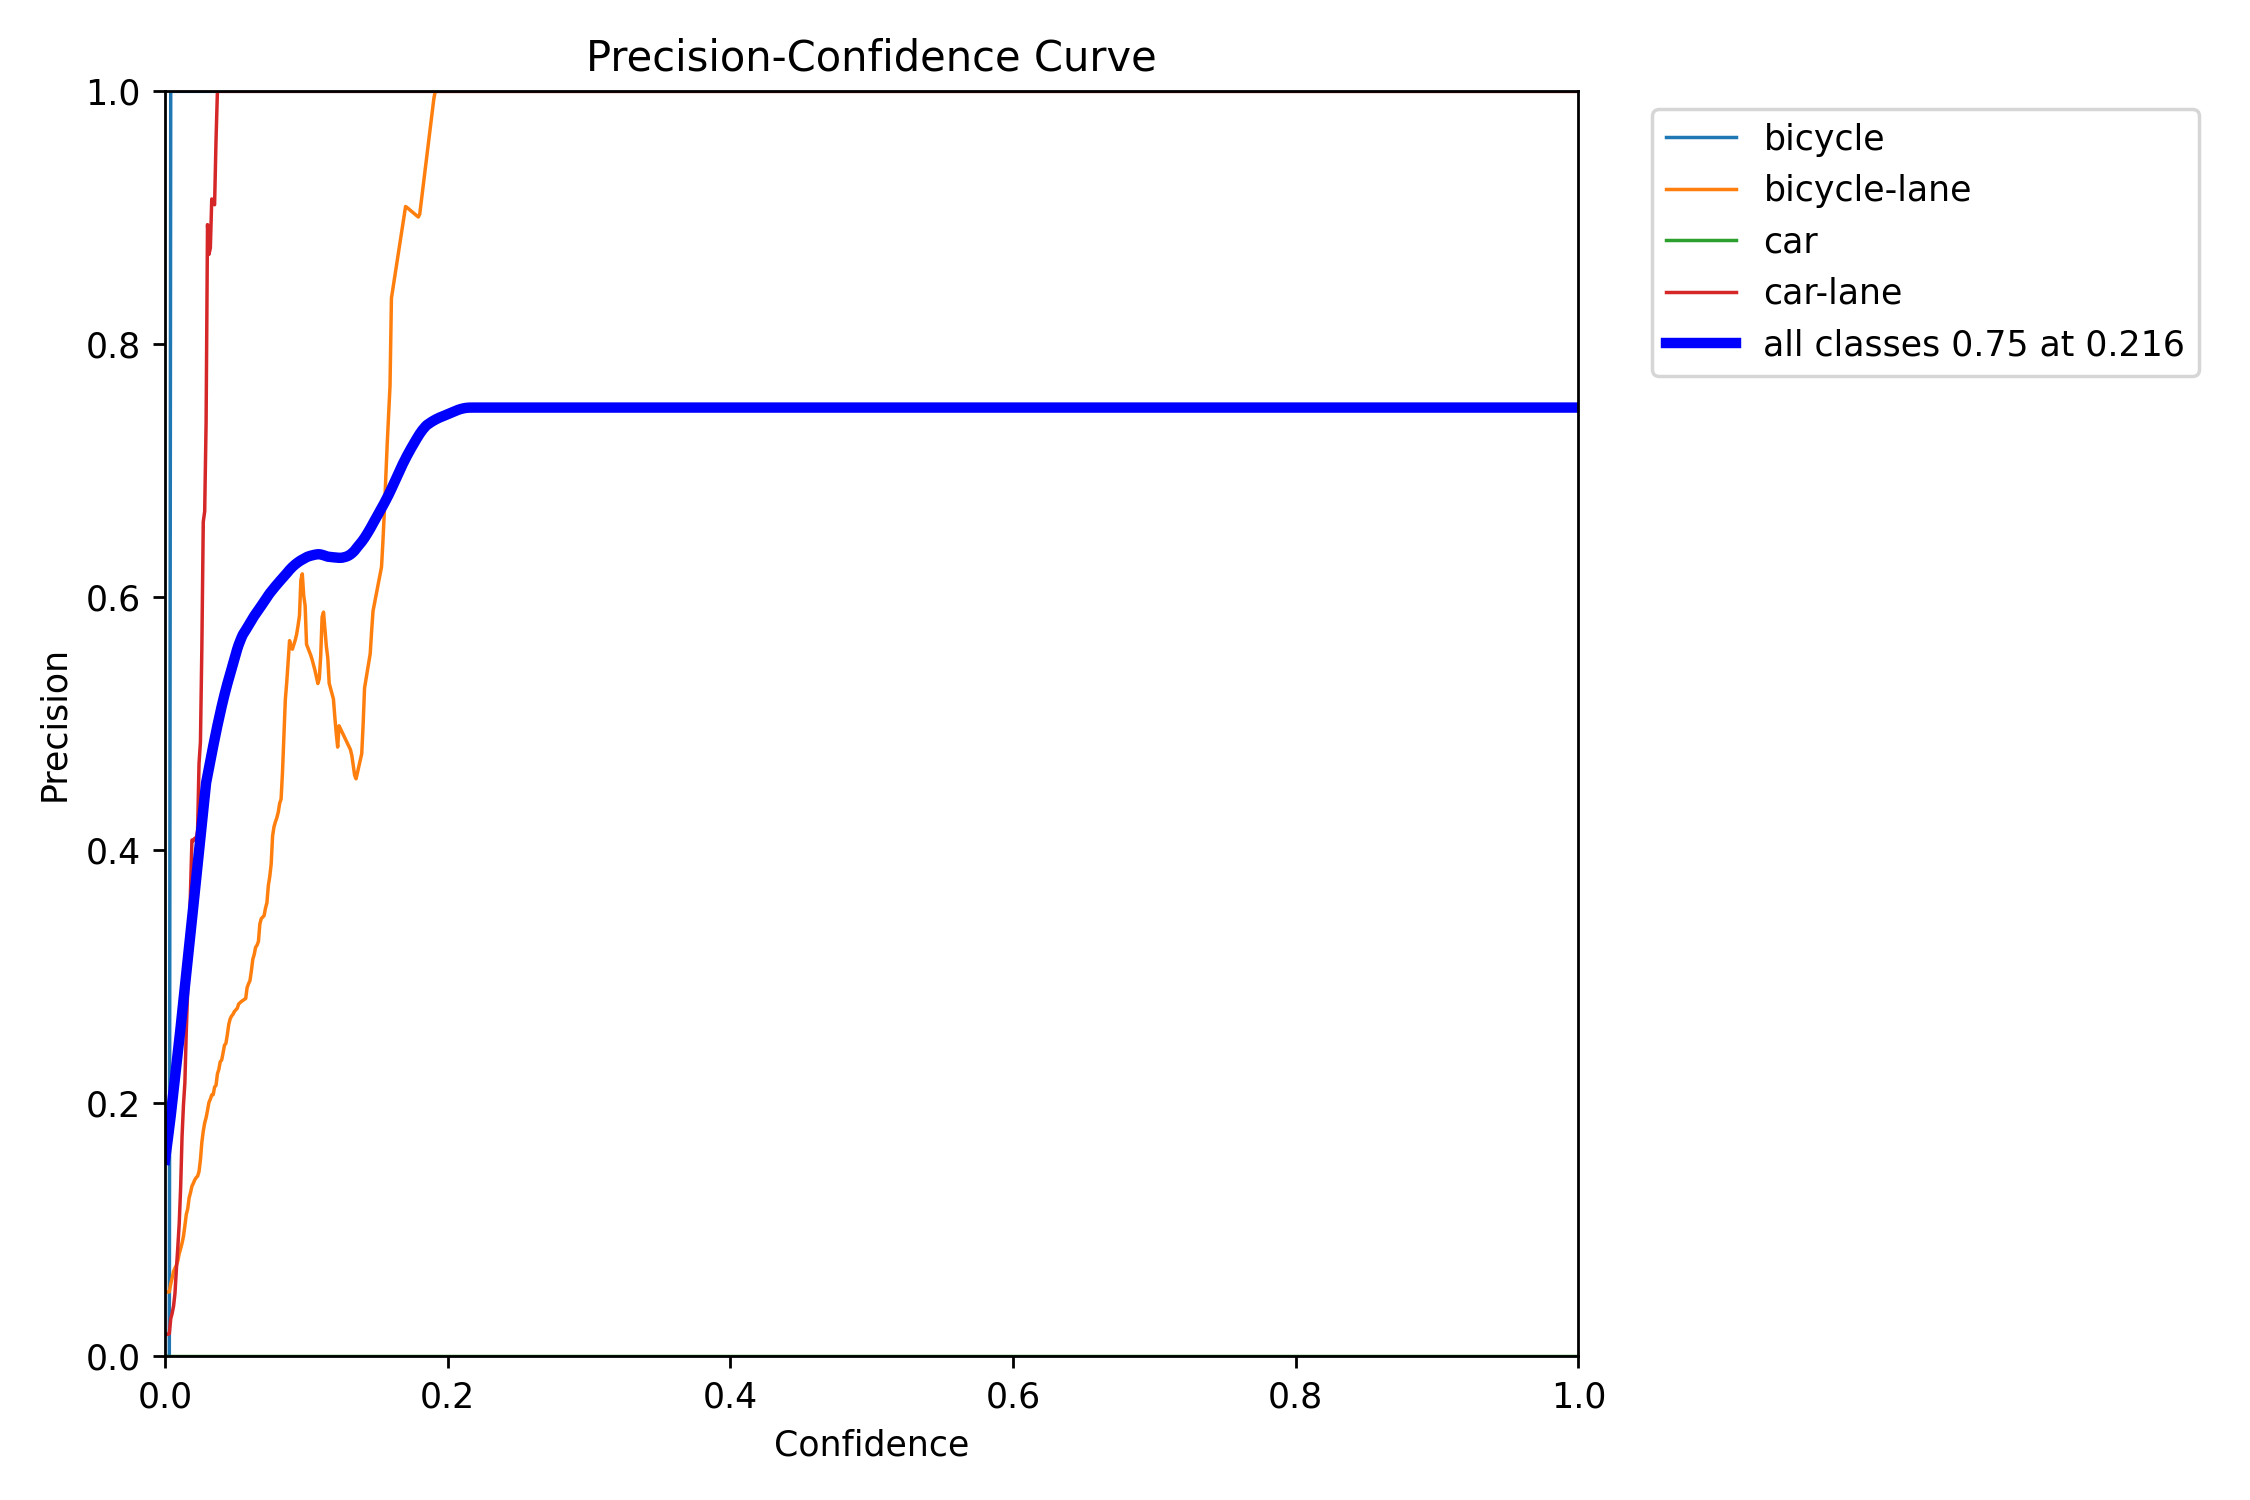 Precision-Confidence Curve
1.0
0.8
0.6
0.4
0.2
0.0
Precision
0.0 0.2 0.4 0.6 0.8 1.0
Confidence
bicycle
bicycle-lane
car
car-lane
all classes 0.75 at 0.216